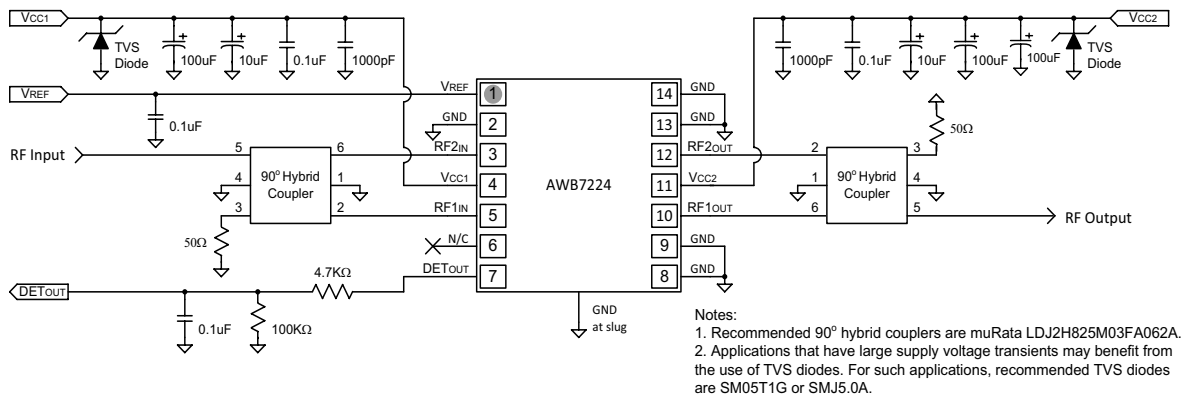 VCC1
TVS
Diode
100uF
10uF
0.1uF
1000pF
VCC2
1000pF
0.1uF
10uF
100uF
100uF
TVS
Diode
VREF
0.1uF
VREF
1
GND
2
RF2IN
3
VCC1
4
RF1IN
5
N/C
6
DETOUT
7
AWB7224
14
GND
13
GND
12
RF2OUT
11
VCC2
10
RF1OUT
9
GND
8
GND
GND
at slug
RF Input
5
6
4
1
3
2
90° Hybrid
Coupler
50Ω
2
3
1
4
6
5
90° Hybrid
Coupler
50Ω
RF Output
DETOUT
4.7KΩ
0.1uF
100KΩ
Notes:
1. Recommended 90° hybrid couplers are muRata LDJ2H825M03FA062A.
2. Applications that have large supply voltage transients may benefit from
the use of TVS diodes. For such applications, recommended TVS diodes
are SM05T1G or SMJ5.0A.